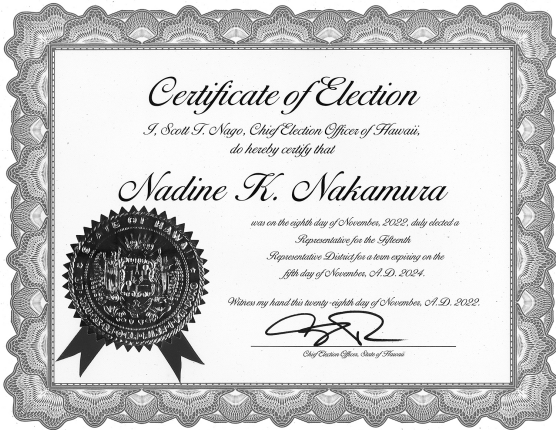 Certificate of Election
I, Scott T. Nago, Chief Election Officer of Hawaii,
do hereby certify that
Nadine K. Nakamura
was on the eighth day of November, 2022, duly elected a
Representative for the Fifteenth
Representative District for a term expiring on the
fifth day of November, A.D. 2024.
Witness my hand this twenty-eighth day of November, A.D. 2022.
Chief Election Officer, State of Hawaii
STATE OF HAWAII